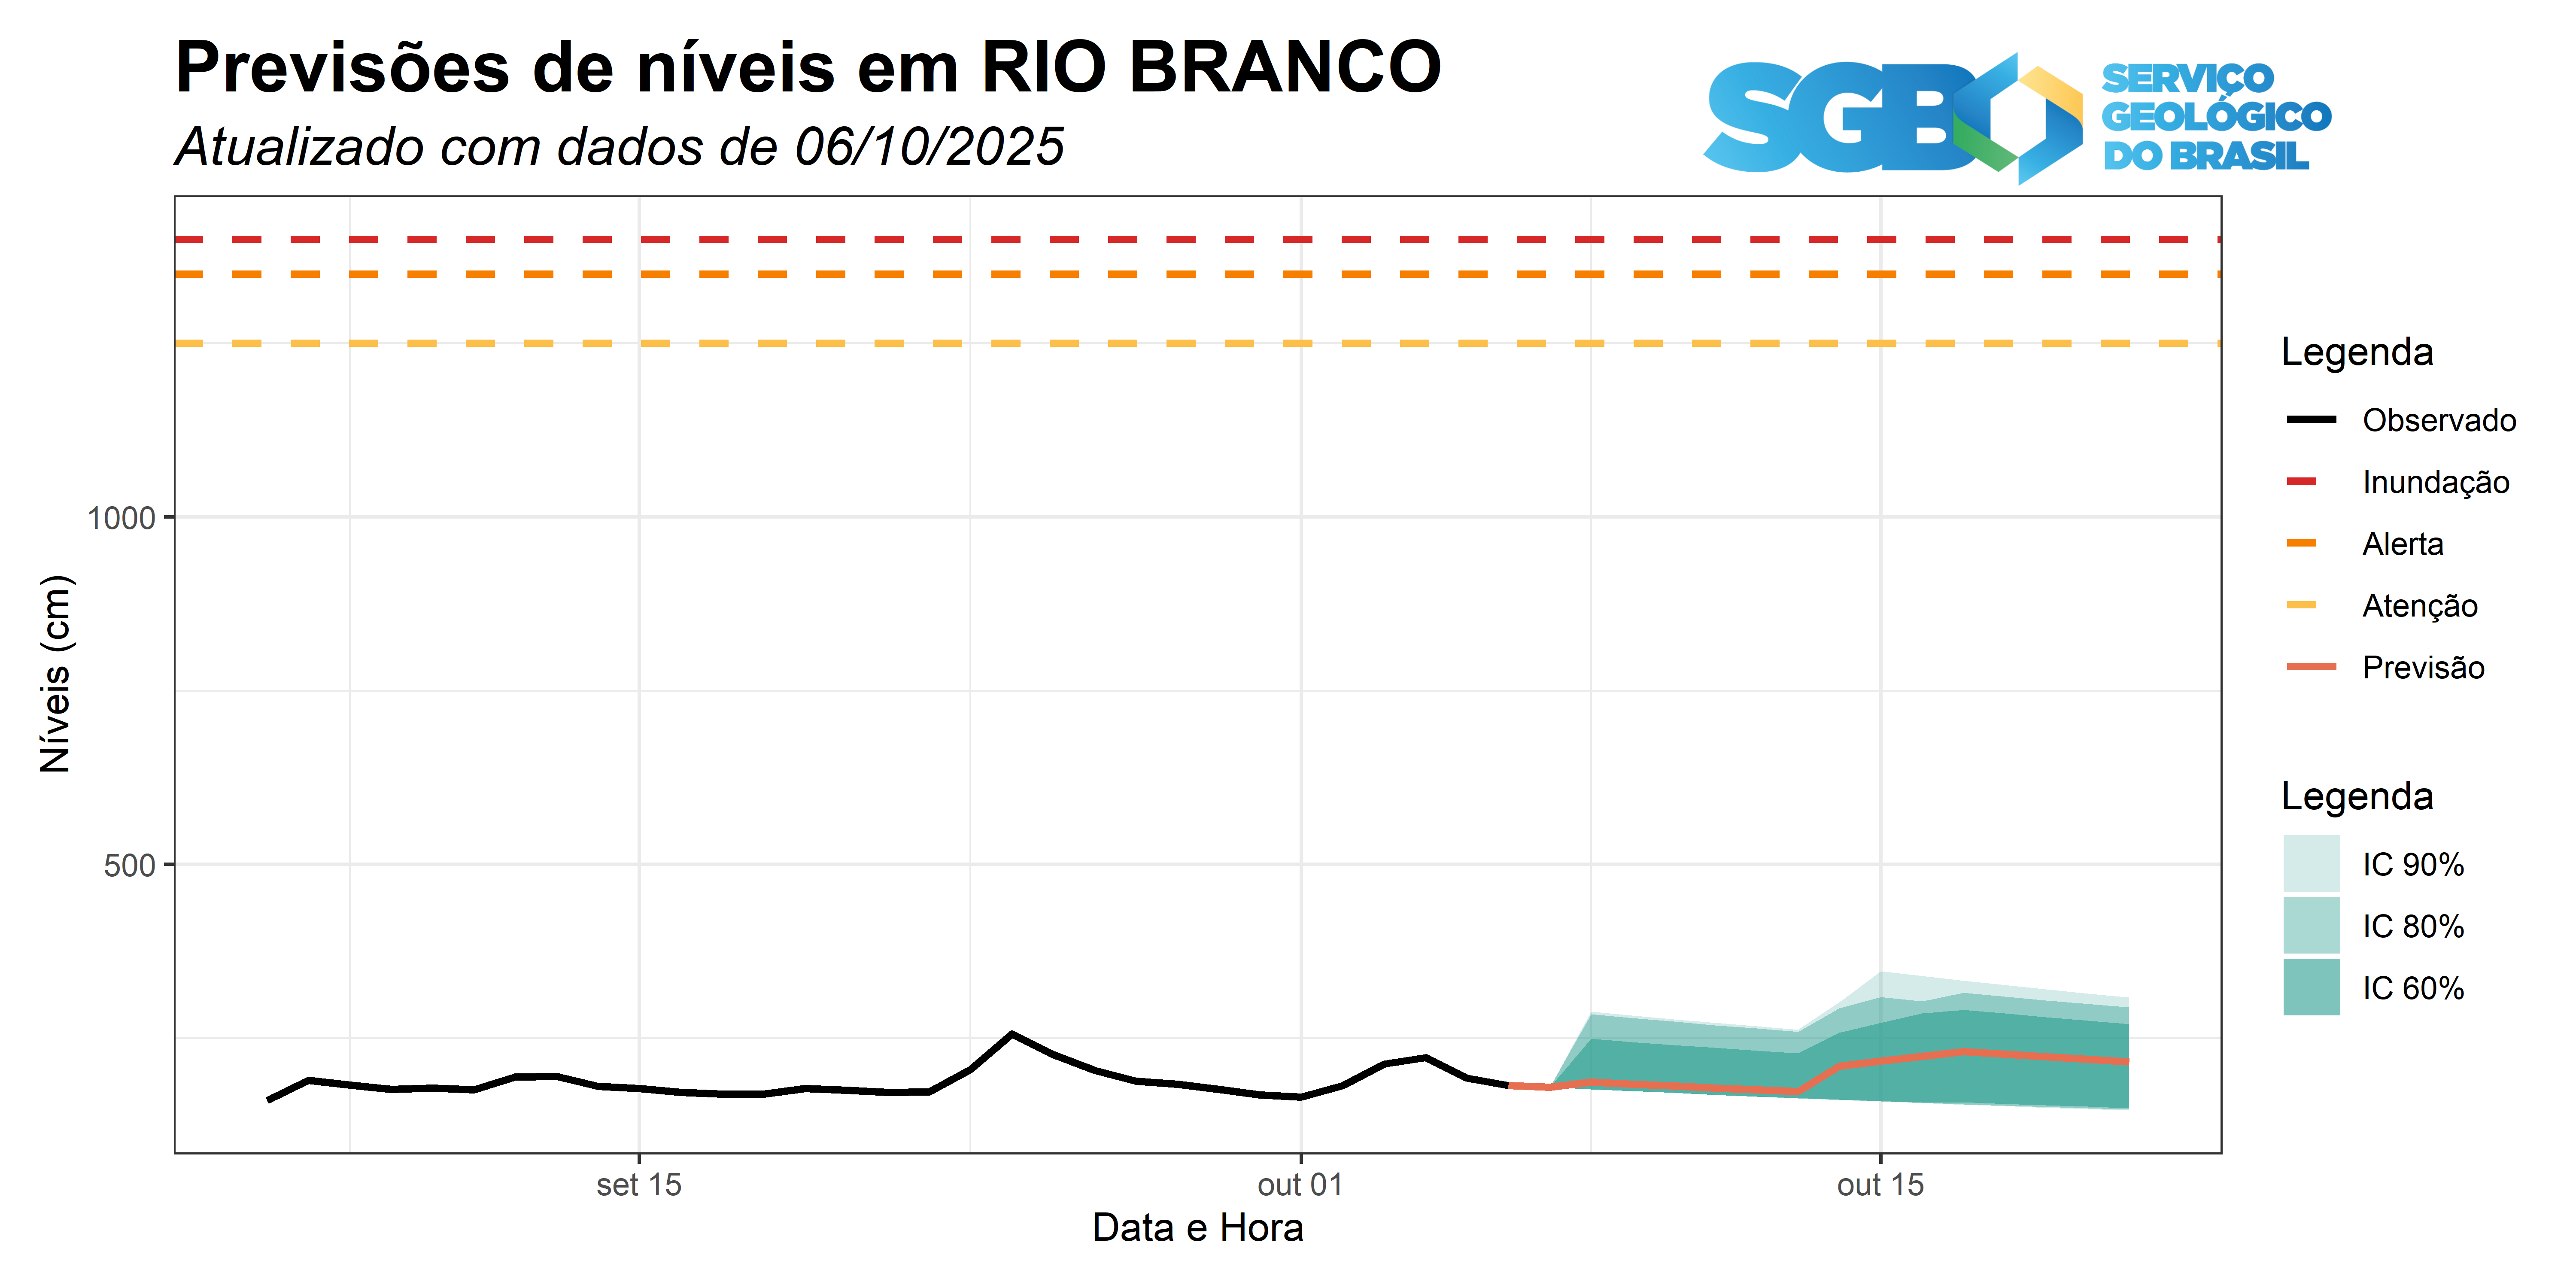 Previsões de níveis em RIO BRANCO
Atualizado com dados de 06/10/2025
SGB
SERVIÇO
GEOLÓGICO
DO BRASIL
Níveis (cm)
1000
500
set 15
out 01
out 15
Data e Hora
Legenda
Observado
Inundação
Alerta
Atenção
Previsão
Legenda
IC 90%
IC 80%
IC 60%